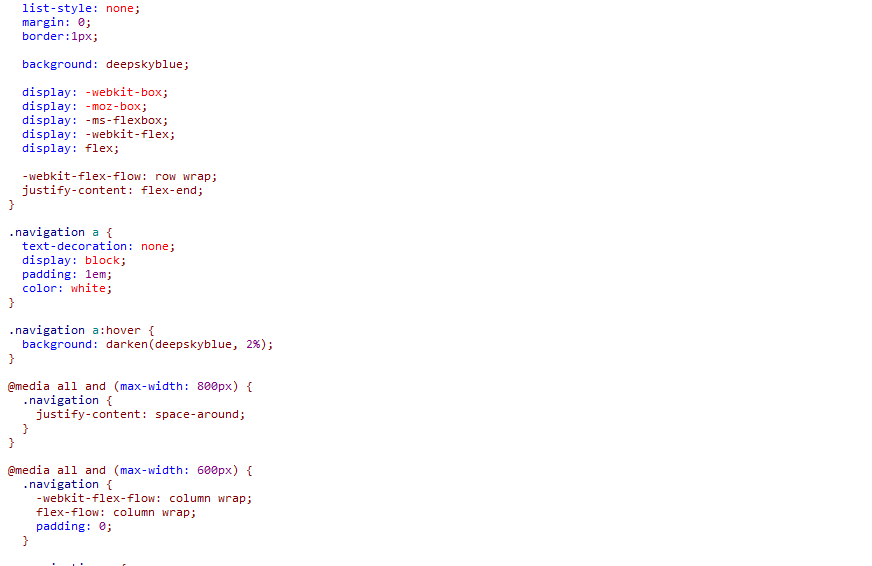 list-style: none;
margin: 0;
border:1px;
background: deepskyblue;
display: -webkit-box;
display: -moz-box;
display: -ms-flexbox;
display: -webkit-flex;
display: flex;
-webkit-flex-flow: row wrap;
justify-content: flex-end;
}
.navigation a {
text-decoration: none;
display: block;
padding: 1em;
color: white;
}
.navigation a:hover {
background: darken(deepskyblue, 2%);
}
@media all and (max-width: 800px) {
.navigation {
justify-content: space-around;
}
}
@media all and (max-width: 600px) {
.navigation {
-webkit-flex-flow: column wrap;
flex-flow: column wrap;
padding: 0;
}